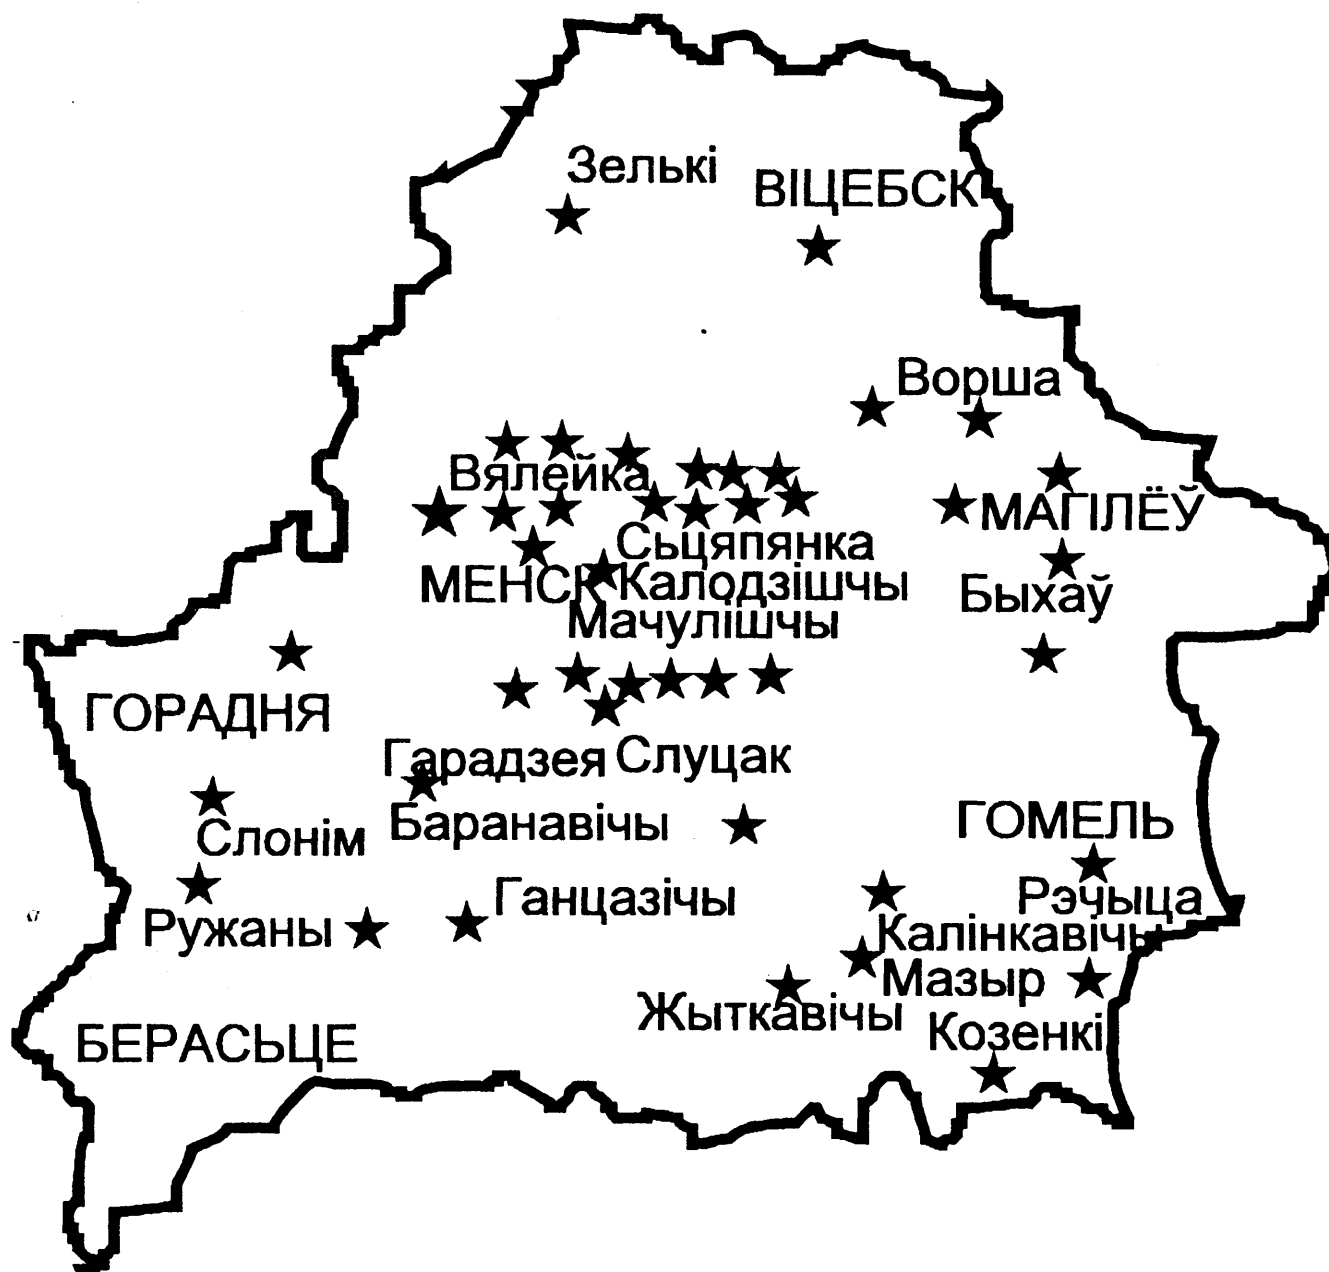 Зелькі
ВІЦЕБСК
Ворша
Вялейка
МАГІЛЁЎ
Сьцяпянка
МЕНСК Калодзішчы
Быхаў
Мачулішчы
ГОРАДНЯ
Гарадзея Слуцак
Баранавічы
ГОМЕЛЬ
Слонім
Рэчыца
Ганцазічы
Ружаны
Калінкавічы
Мазыр
Жыткавічы
Козенкі
БЕРАСЬЦЕ